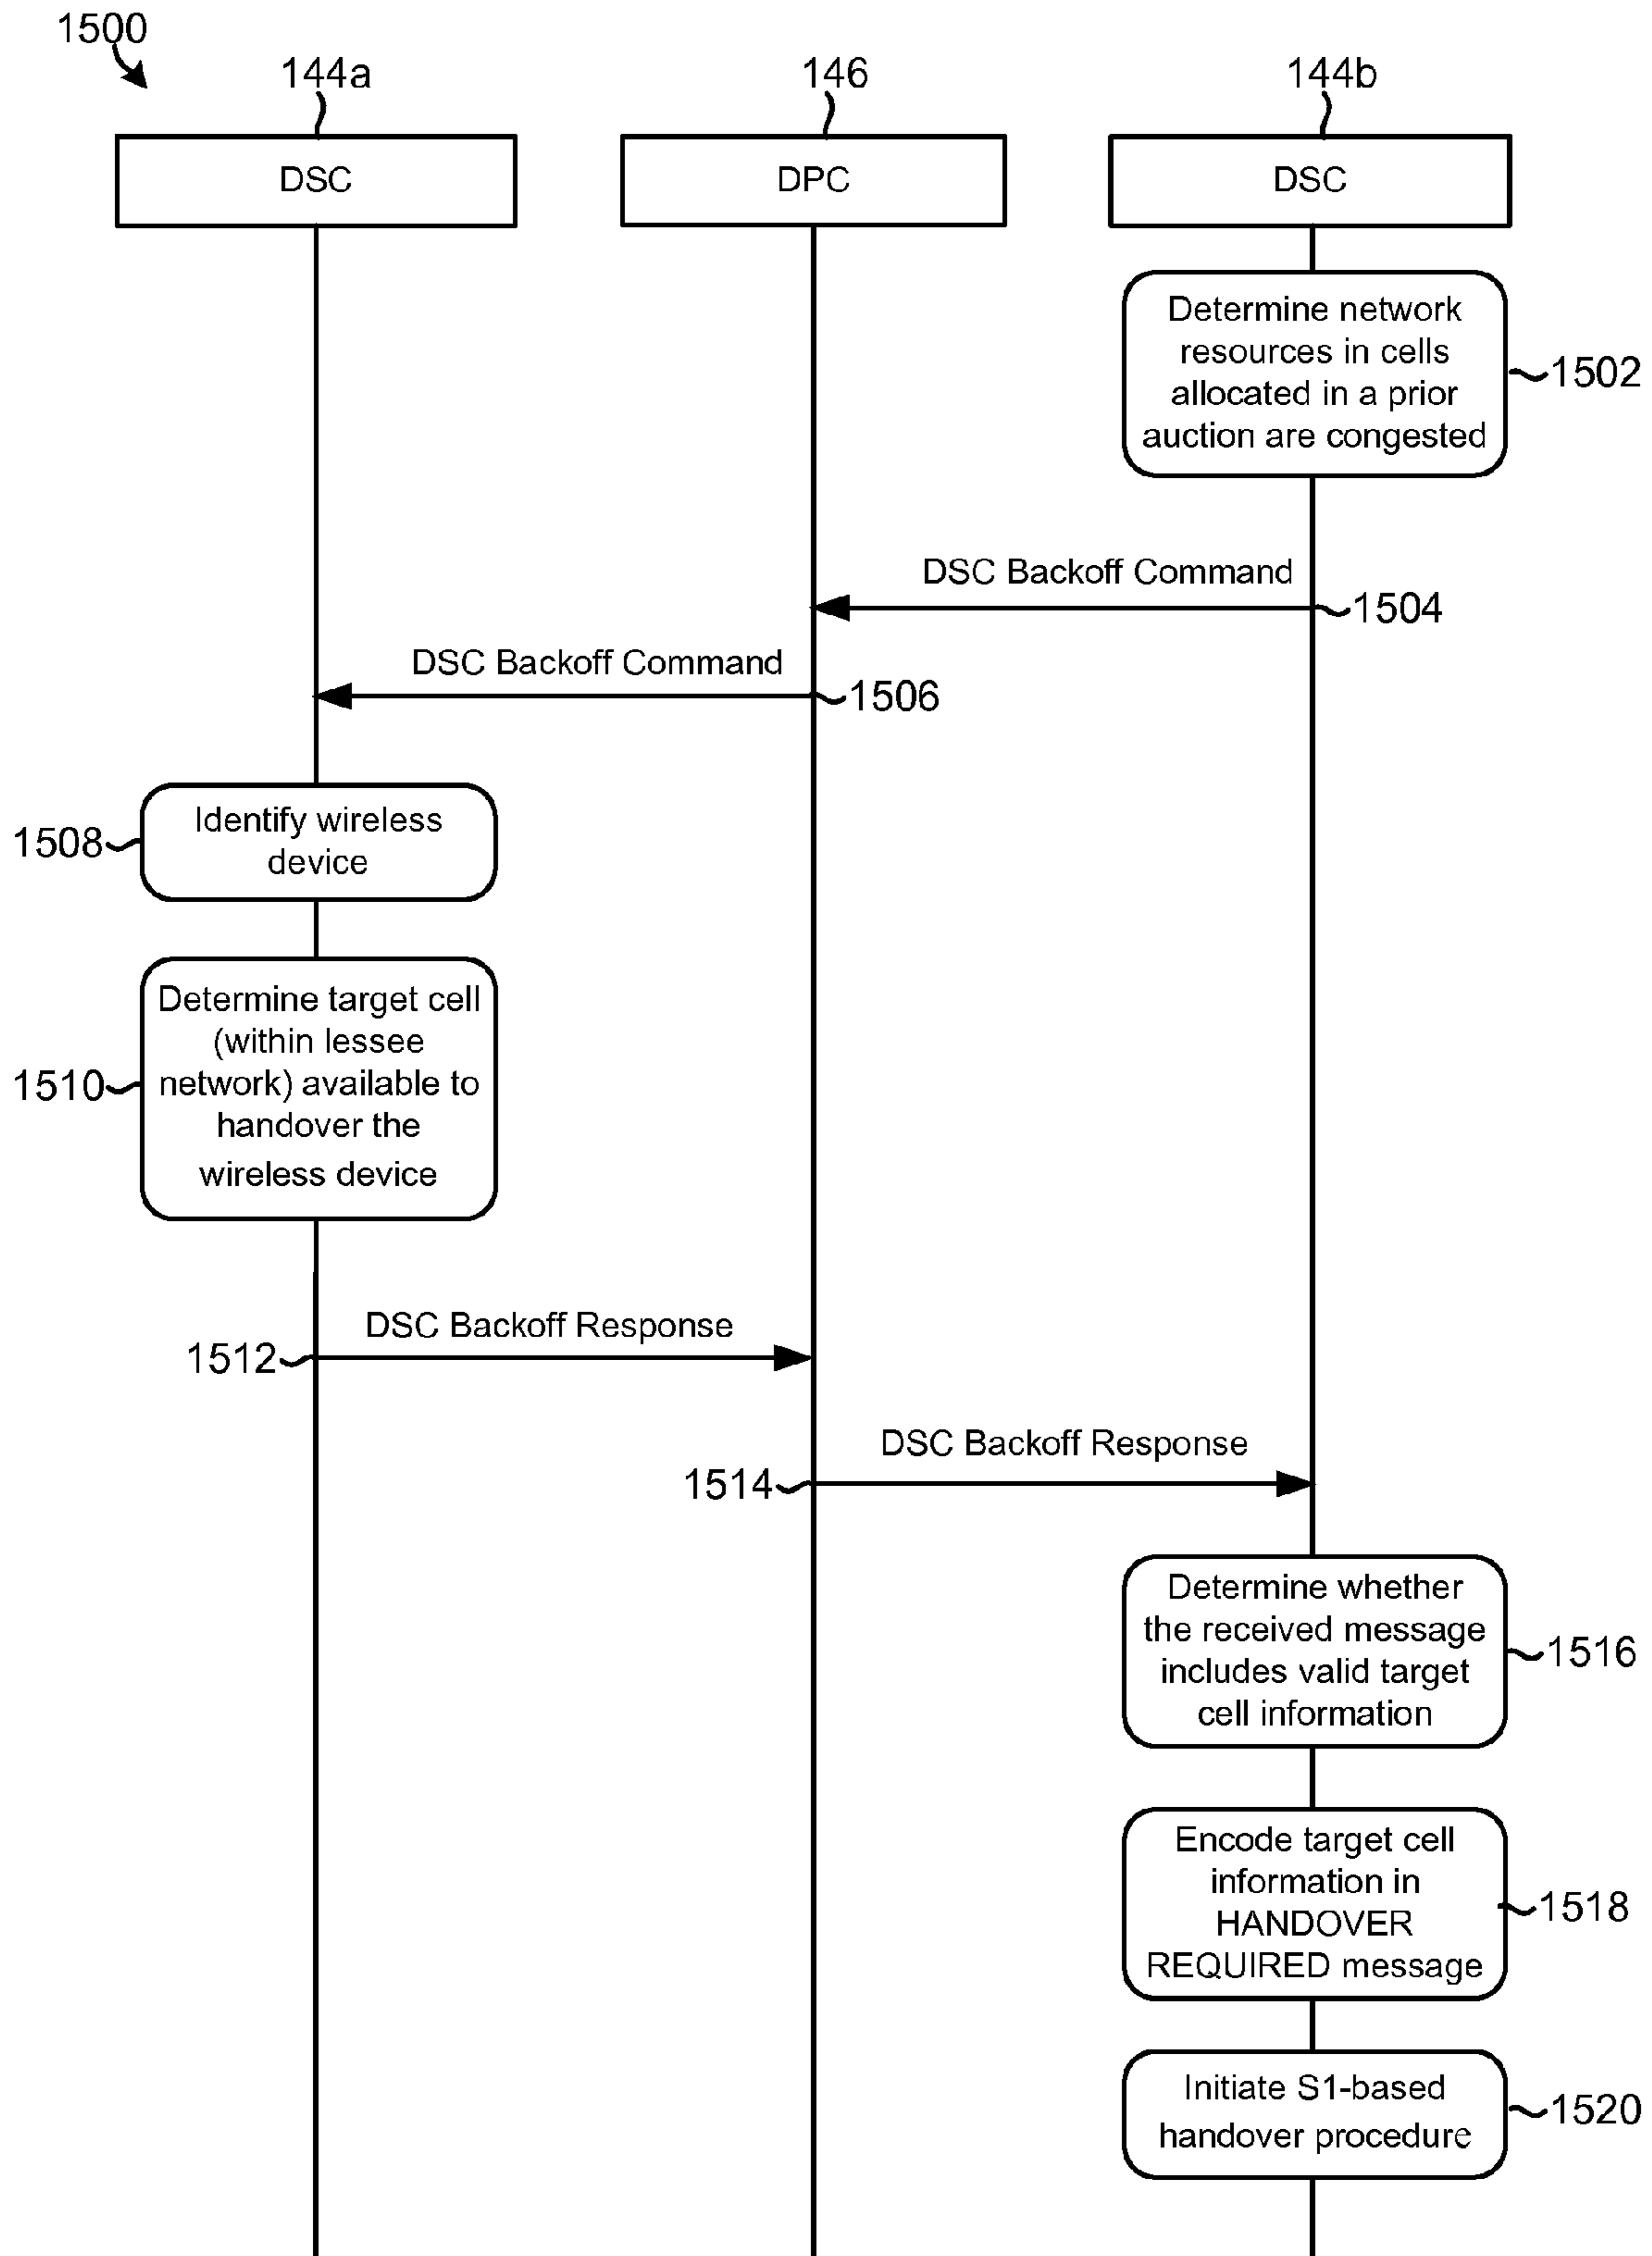 1500
144a
146
144b
DSC
DPC
DSC
Determine network
resources in cells
allocated in a prior
auction are congested
1502
DSC Backoff Command
1504
DSC Backoff Command
1506
Identify wireless
device
1508
Determine target cell
(within lessee
network) available to
handover the
wireless device
1510
DSC Backoff Response
1512
DSC Backoff Response
1514
Determine whether
the received message
includes valid target
cell information
1516
Encode target cell
information in
HANDOVER
REQUIRED message
1518
Initiate S1-based
handover procedure
1520